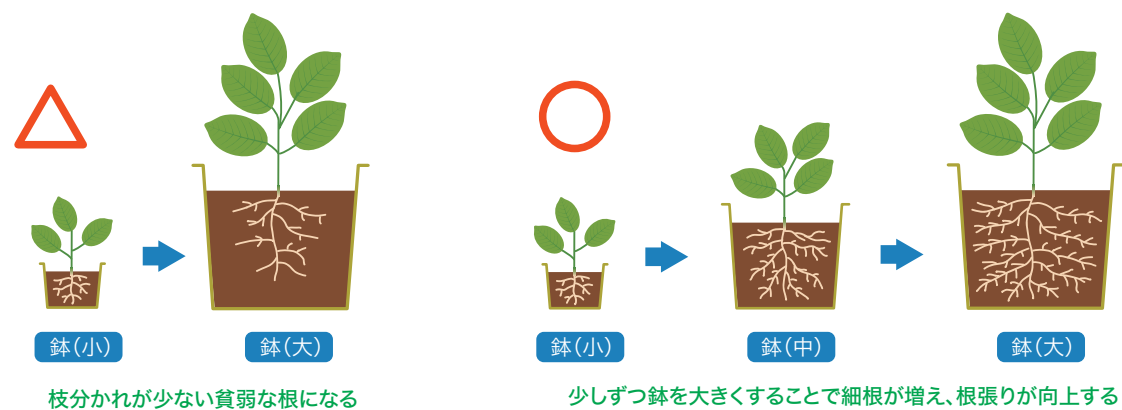 鉢(小)
鉢(大)
枝分かれが少ない貧弱な根になる
鉢(小)
鉢(中)
鉢(大)
少しずつ鉢を大きくすることで細根が増え、根張りが向上する